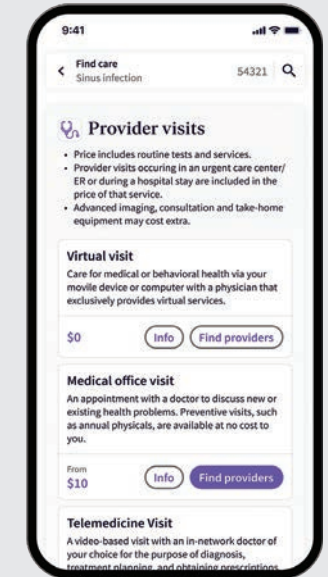 9:41
Find care
Sinus infection
54321
Provider visits
• Price includes routine tests and services.
• Provider visits occuring in an urgent care center/
ER or during a hospital stay are included in the
price of that service.
• Advanced imaging, consultation and take-home
equipment may cost extra.
Virtual visit
Care for medical or behavioral health via your
movile device or computer with a physician that
exclusively provides virtual services.
$0
Info
Find providers
Medical office visit
An appointment with a doctor to discuss new or
existing health problems. Preventive visits, such
as annual physicals, are available at no cost to
you.
From
$10
Info
Find providers
Telemedicine Visit
A video-based visit with an in-network doctor of
your choice for the purpose of diagnosis,
treatment planning, and obtaining prescriptions